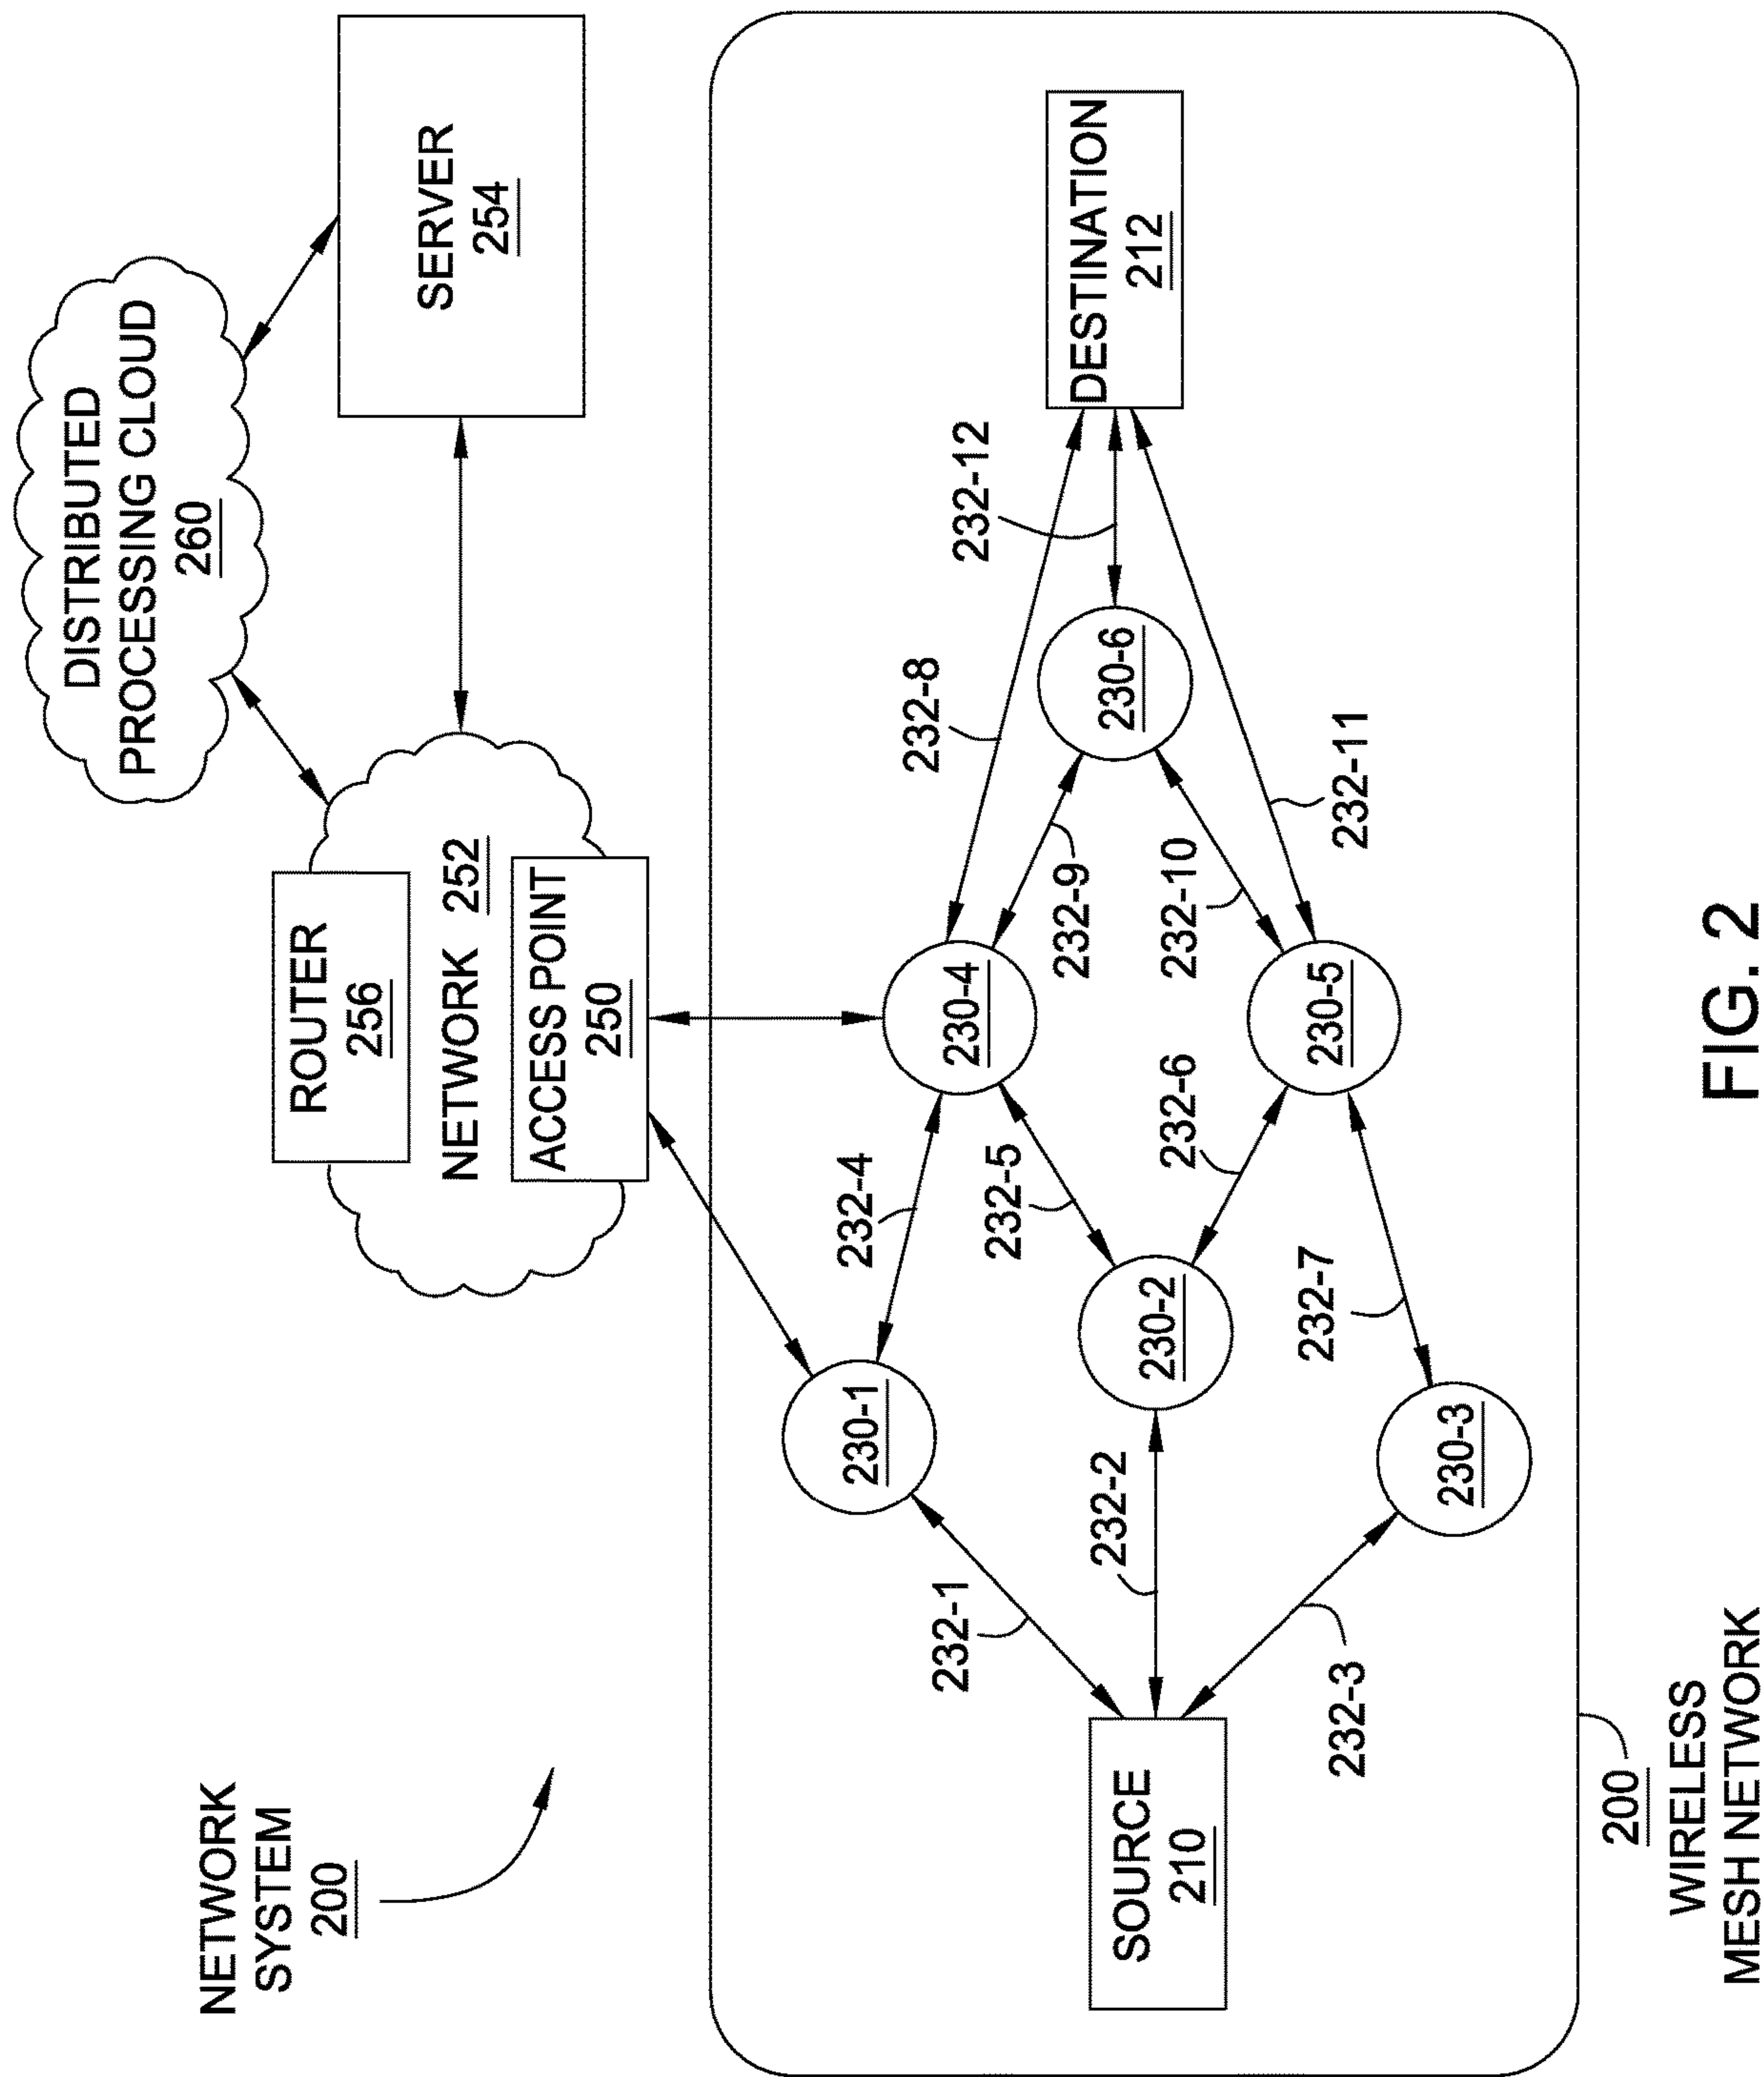 DISTRIBUTED
PROCESSING CLOUD
260
NETWORK
SYSTEM
200
ROUTER
256
NETWORK 252
ACCESS POINT
250
SERVER
254
230-1
232-4
230-4
232-8
232-12
232-1
232-5
232-9
232-2
230-2
232-6
232-10
230-6
SOURCE
210
DESTINATION
212
232-3
232-7
230-5
232-11
230-3
200
WIRELESS
MESH NETWORK
FIG. 2